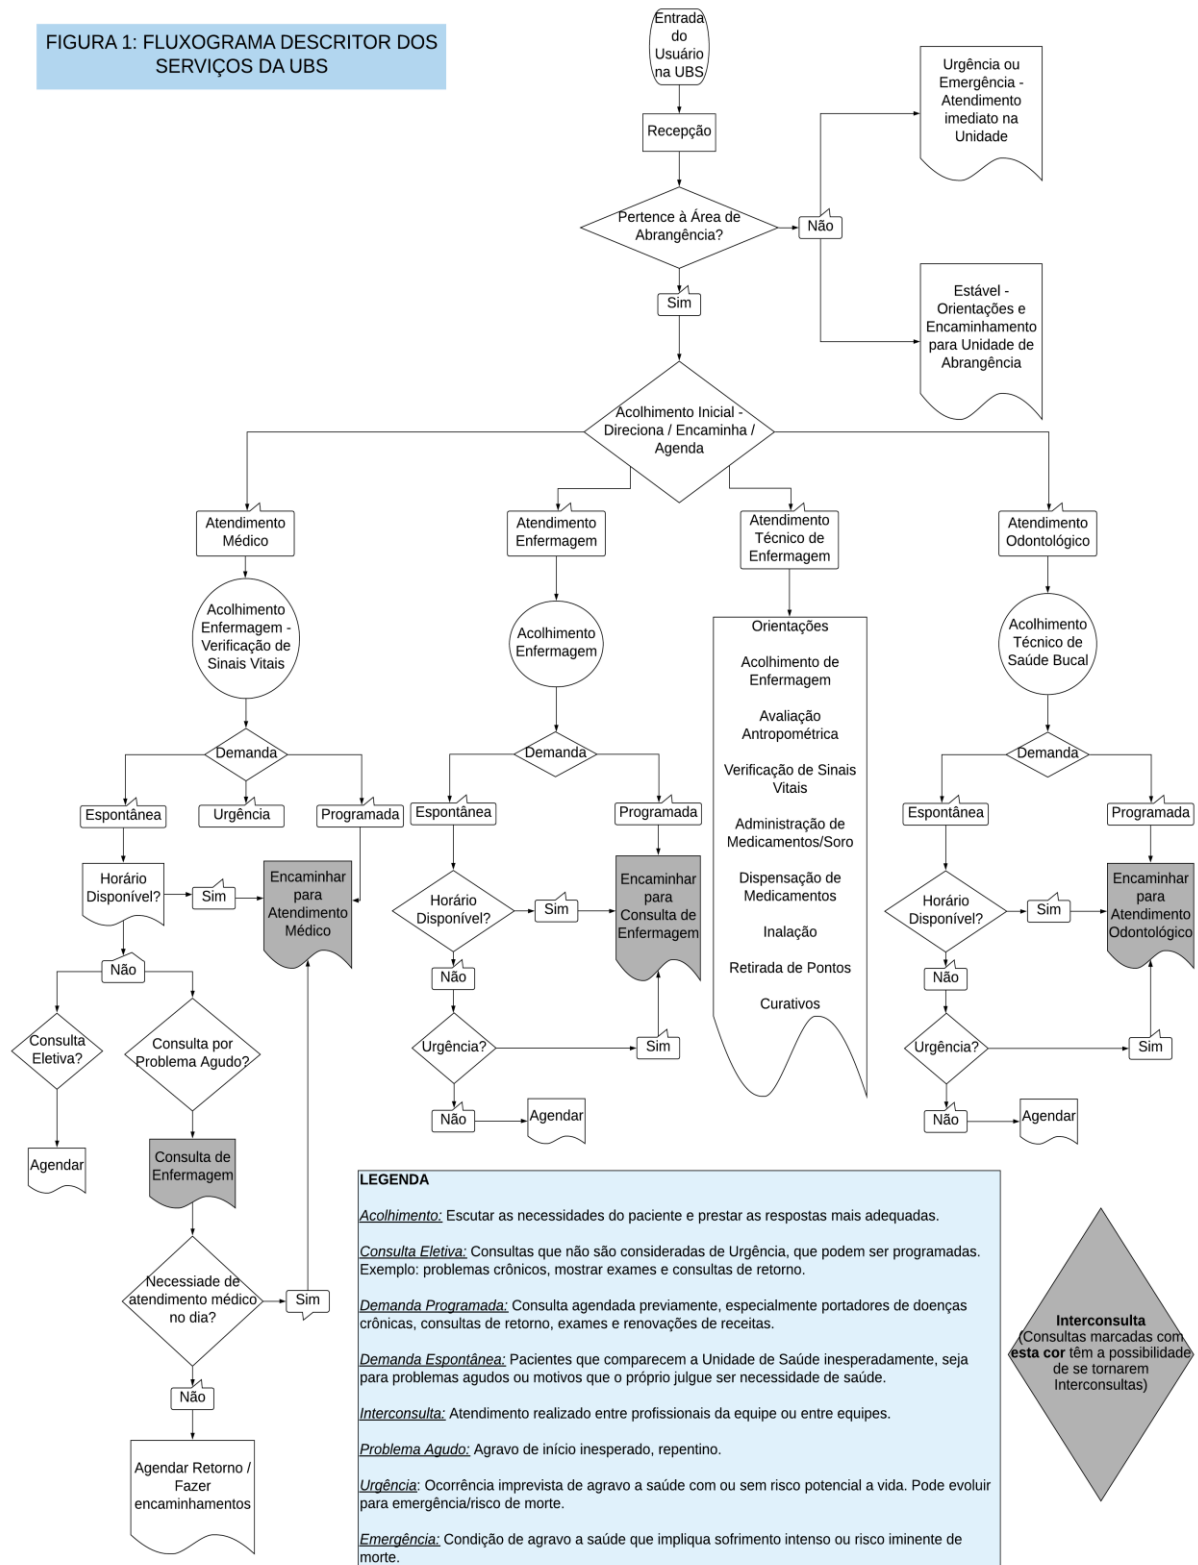 FIGURA 1: FLUXOGRAMA DESCRITOR DOS
SERVIÇOS DA UBS
Entrada
do
Usuário
na UBS
Recepção
Urgência ou
Emergência -
Atendimento
imediato na
Unidade
Pertence à Área de
Abrangência?
Não
Sim
Estável -
Orientações e
Encaminhamento
para Unidade de
Abrangência
Acolhimento Inicial -
Direciona / Encaminha /
Agenda
Atendimento
Médico
Atendimento
Enfermagem
Atendimento
Técnico de
Enfermagem
Atendimento
Odontológico
Acolhimento
Enfermagem -
Verificação de
Sinais Vitais
Acolhimento
Enfermagem
Orientações
Acolhimento de
Enfermagem
Avaliação
Antropométrica
Verificação de Sinais
Vitais
Administração de
Medicamentos/Soro
Dispensação de
Medicamentos
Inalação
Retirada de Pontos
Curativos
Acolhimento
Técnico de
Saúde Bucal
Demanda
Espontânea
Urgência
Programada
Horário
Disponível?
Sim
Encaminhar
para
Atendimento
Médico
Não
Consulta
Eletiva?
Consulta por
Problema Agudo?
Agendar
Consulta de
Enfermagem
Necessiade de
atendimento médico
no dia?
Sim
Não
Agendar Retorno /
Fazer
encaminhamentos
Demanda
Espontânea
Programada
Horário
Disponível?
Sim
Encaminhar
para
Consulta de
Enfermagem
Não
Urgência?
Sim
Não
Agendar
Demanda
Espontânea
Programada
Horário
Disponível?
Sim
Encaminhar
para
Atendimento
Odontológico
Não
Urgência?
Sim
Não
Agendar
LEGENDA
Acolhimento: Escutar as necessidades do paciente e prestar as respostas mais adequadas.
Consulta Eletiva: Consultas que não são consideradas de Urgência, que podem ser programadas.
Exemplo: problemas crônicos, mostrar exames e consultas de retorno.
Demanda Programada: Consulta agendada previamente, especialmente portadores de doenças
crônicas, consultas de retorno, exames e renovações de receitas.
Demanda Espontânea: Pacientes que comparecem a Unidade de Saúde inesperadamente, seja
para problemas agudos ou motivos que o próprio julgue ser necessidade de saúde.
Interconsulta: Atendimento realizado entre profissionais da equipe ou entre equipes.
Problema Agudo: Agravo de início inesperado, repentino.
Urgência: Ocorrência imprevista de agravo a saúde com ou sem risco potencial a vida. Pode evoluir
para emergência/risco de morte.
Emergência: Condição de agravo a saúde que impliqua sofrimento intenso ou risco iminente de
morte.
Interconsulta
(Consultas marcadas com
esta cor têm a possibilidade
de se tornarem
Interconsultas)